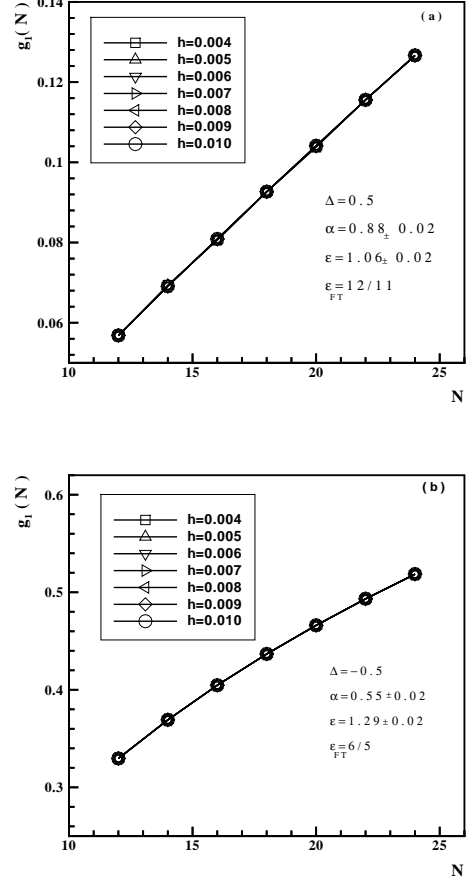 g₁(N)
0.14
0.12
0.1
0.08
0.06
(a)
h=0.004
h=0.005
h=0.006
h=0.007
h=0.008
h=0.009
h=0.010
Δ=0.5
α=0.88± 0.02
ε=1.06± 0.02
ε_FT=12/11
10 15 20 25
N
g₁(N)
0.6
0.5
0.4
0.3
(b)
h=0.004
h=0.005
h=0.006
h=0.007
h=0.008
h=0.009
h=0.010
Δ=−0.5
α=0.55±0.02
ε=1.29±0.02
ε_FT=6/5
10 15 20 25
N